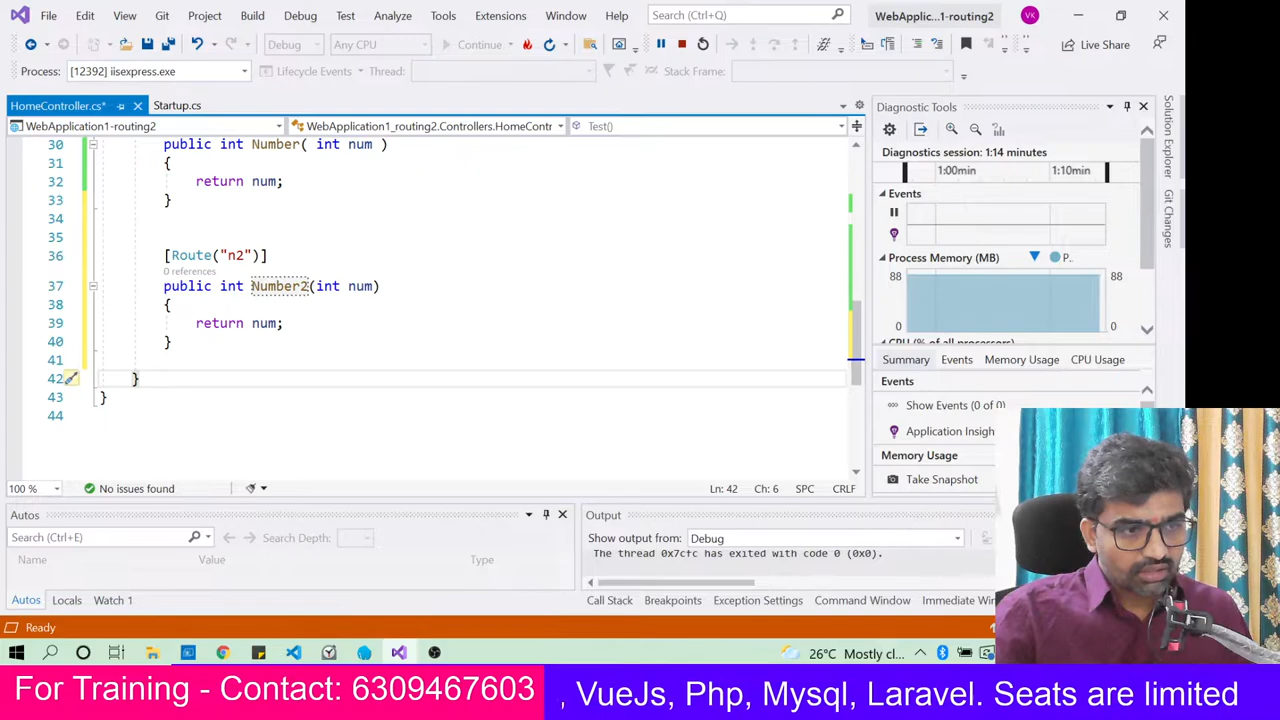 File Edit View Git Project Build Debug Test Analyze Tools Extensions Window Help Search (Ctrl+Q) WebApplic...1-routing2 VK
Debug Any CPU Continue Live Share
Process: [12392] iisexpress.exe Lifecycle Events Thread: Stack Frame:
HomeController.cs* Startup.cs
WebApplication1-routing2 WebApplication1_routing2.Controllers.HomeContr Test()
30 public int Number( int num )
31 {
32 return num;
33 }
34
35
36 [Route("n2")]
0 references
37 public int Number2(int num)
38 {
39 return num;
40 }
41
42 }
43 }
44
100 % No issues found Ln: 42 Ch: 6 SPC CRLF
Diagnostic Tools
Diagnostics session: 1:14 minutes
1:00min 1:10min
Events
Process Memory (MB) P..
88 88
0 0
CPU (% of all processors)
Summary Events Memory Usage CPU Usage
Events
Show Events (0 of 0)
Application Insigh
Memory Usage
Take Snapshot
Solution Explorer
Git Changes
Autos
Search (Ctrl+E) Search Depth:
Name Value Type
Autos Locals Watch 1
Output
Show output from: Debug
The thread 0x7cfc has exited with code 0 (0x0).
Call Stack Breakpoints Exception Settings Command Window Immediate Win
Ready
26°C Mostly cl
For Training - Contact: 6309467603 , VueJs, Php, Mysql, Laravel. Seats are limited